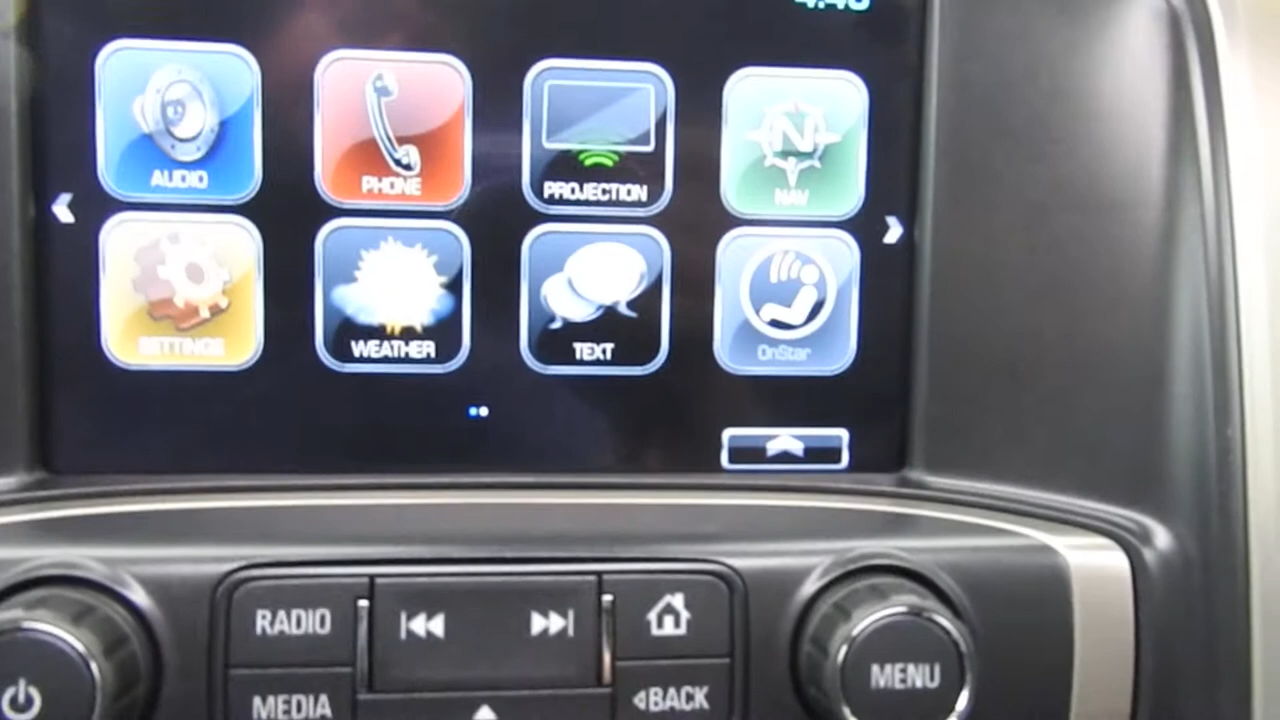 AUDIO
PHONE
PROJECTION
N
NAV
SETTINGS
WEATHER
TEXT
OnStar
RADIO
MENU
MEDIA
BACK